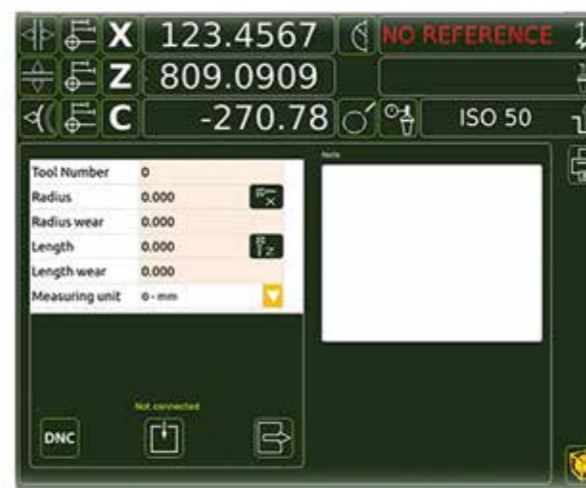 X 123.4567 NO REFERENCE
Z 809.0909
C -270.78 ISO 50
Note
Tool Number 0
Radius 0.000 X
Radius wear 0.000
Length 0.000 Z
Length wear 0.000
Measuring unit 0 - mm
Not connected
DNC